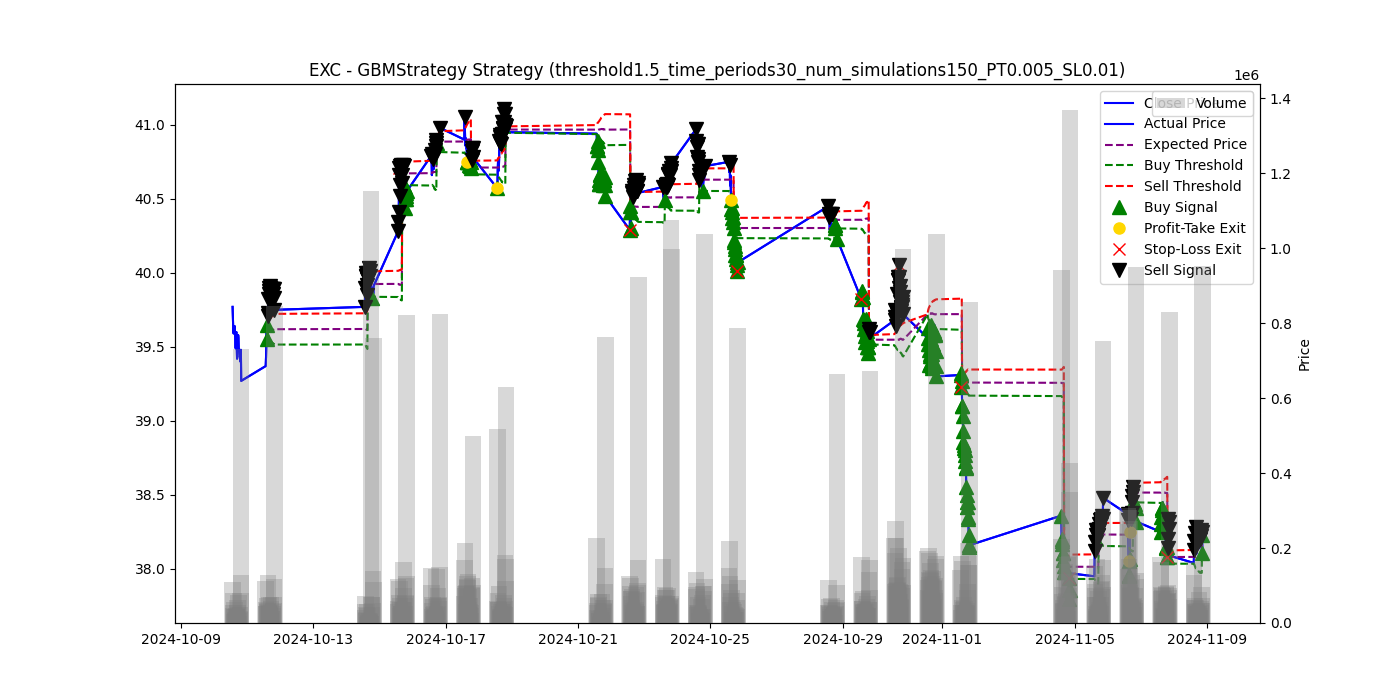 EXC - GBMStrategy Strategy (threshold1.5_time_periods30_num_simulations150_PT0.005_SL0.01)
1e6
41.0
40.5
40.0
39.5
39.0
38.5
38.0
1.4
1.2
1.0
0.8
0.6
0.4
0.2
0.0
Price
Close Price
Volume
Actual Price
Expected Price
Buy Threshold
Sell Threshold
Buy Signal
Profit-Take Exit
Stop-Loss Exit
Sell Signal
2024-10-09
2024-10-13
2024-10-17
2024-10-21
2024-10-25
2024-10-29
2024-11-01
2024-11-05
2024-11-09